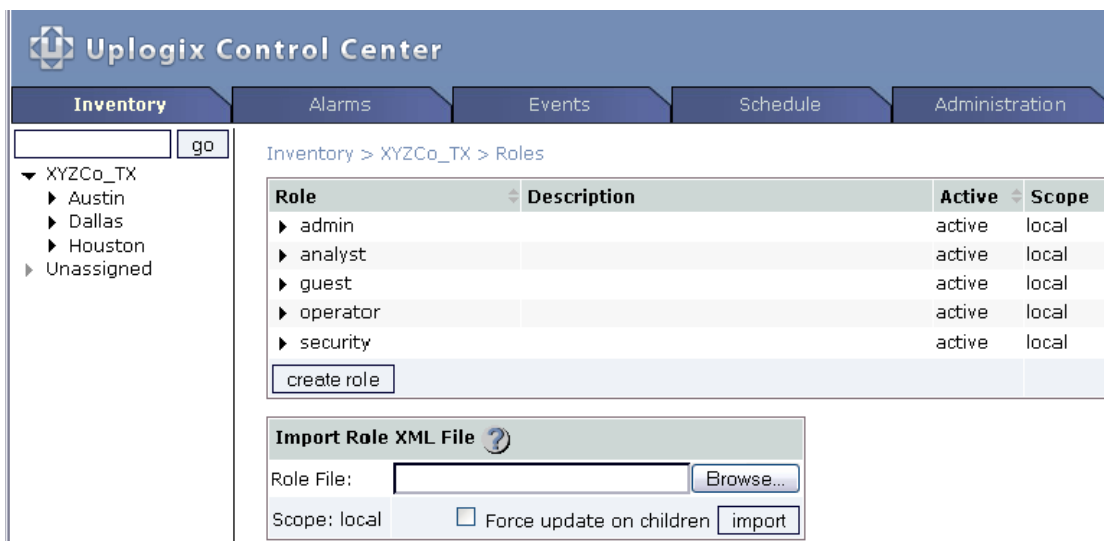 Uplogix Control Center
Inventory Alarms Events Schedule Administration
go
XYZCo_TX
Austin
Dallas
Houston
Unassigned
Inventory > XYZCo_TX > Roles
Role Description Active Scope
admin active local
analyst active local
guest active local
operator active local
security active local
create role
Import Role XML File ?
Role File: Browse...
Scope: local Force update on children import